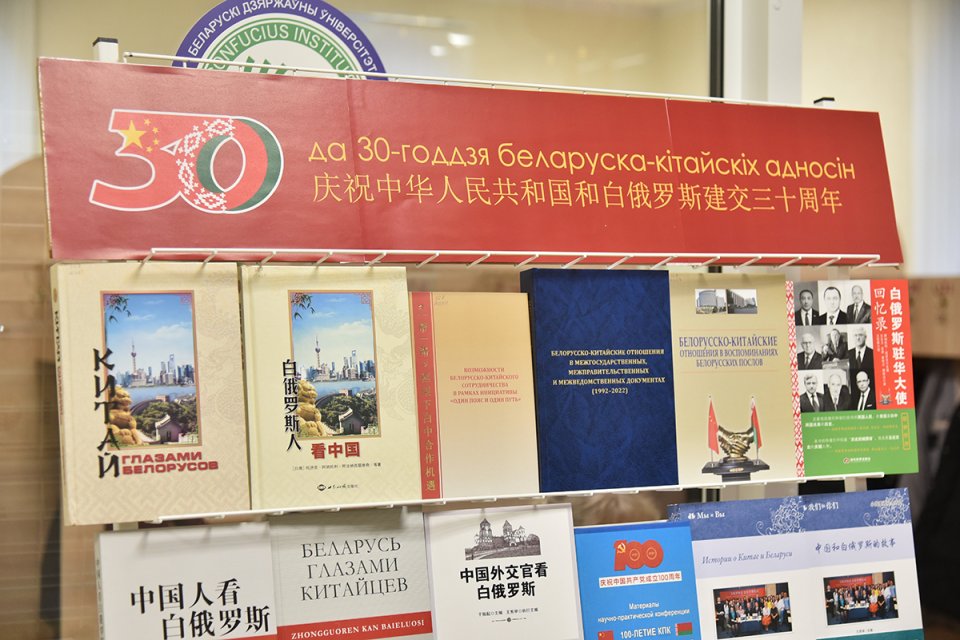 БЕЛАРУСКІ ДЗЯРЖАЎНЫ ЎНІВЕРСІТЭТ
CONFUCIUS INSTITU
30
да 30-годдзя беларуска-кітайскіх адносін
庆祝中华人民共和国和白俄罗斯建交三十周年
КИТАЙ
ГЛАЗАМИ
БЕЛОРУСОВ
白俄罗斯人
看中国
ВОЗМОЖНОСТИ
БЕЛОРУССКО-КИТАЙСКОГО
СОТРУДНИЧЕСТВА
В РАМКАХ ИНИЦИАТИВЫ
«ОДИН ПОЯС И ОДИН ПУТЬ»
БЕЛОРУССКО-КИТАЙСКИЕ ОТНОШЕНИЯ
В МЕЖГОСУДАРСТВЕННЫХ,
МЕЖПРАВИТЕЛЬСТВЕННЫХ
И МЕЖВЕДОМСТВЕННЫХ ДОКУМЕНТАХ
(1992-2022)
БЕЛОРУССКО-КИТАЙСКИЕ
ОТНОШЕНИЯ В ВОСПОМИНАНИЯХ
БЕЛОРУССКИХ ПОСЛОВ
白俄罗斯驻华大使
回忆录
中国人看
白俄罗斯
БЕЛАРУСЬ
ГЛАЗАМИ
КИТАЙЦЕВ
ZHONGGUOREN KAN BAIELUOSI
中国外交官看
白俄罗斯
100
庆祝中国共产党成立100周年
Материалы
научно-практической конференции
100-ЛЕТИЕ КПК
Мы и Вы
我们和你们
Истории о Китае и Беларуси
中国和白俄罗斯的故事